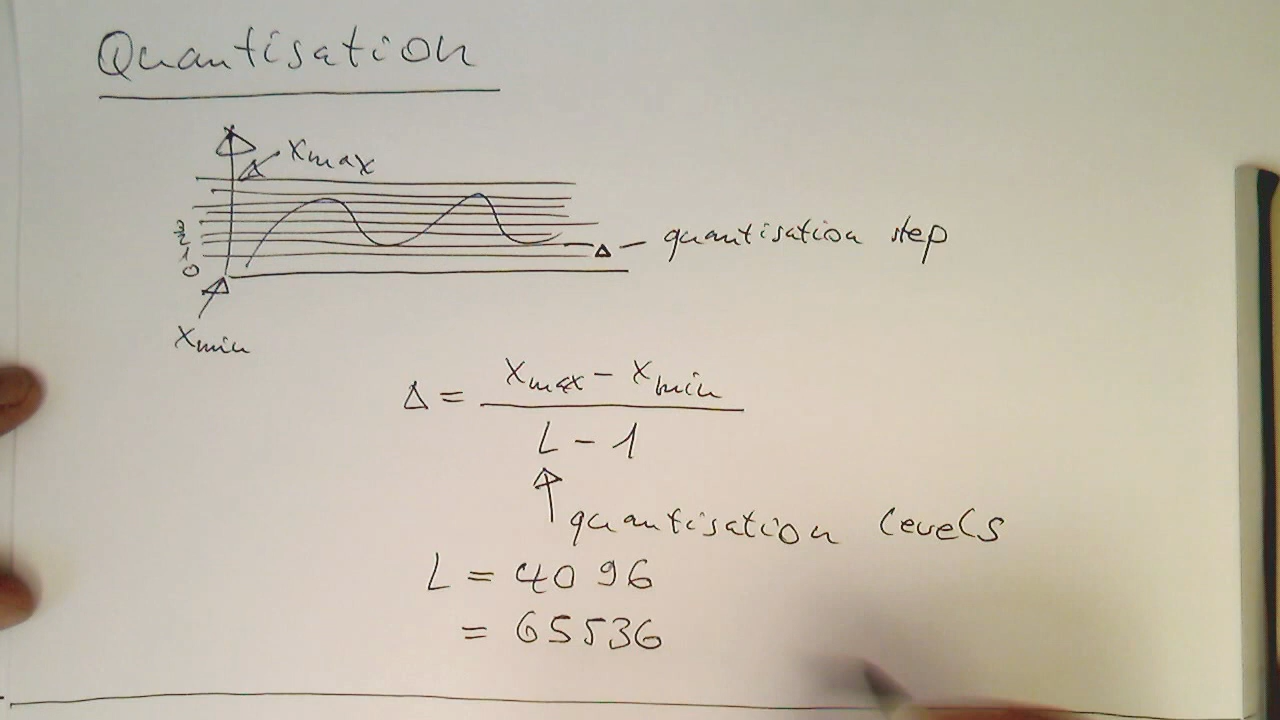 Quantisation
xmax
3
2
1
0
Δ – quantisation step
xmin
Δ = xmax – xmin
L – 1
quantisation levels
L = 4096
= 65536